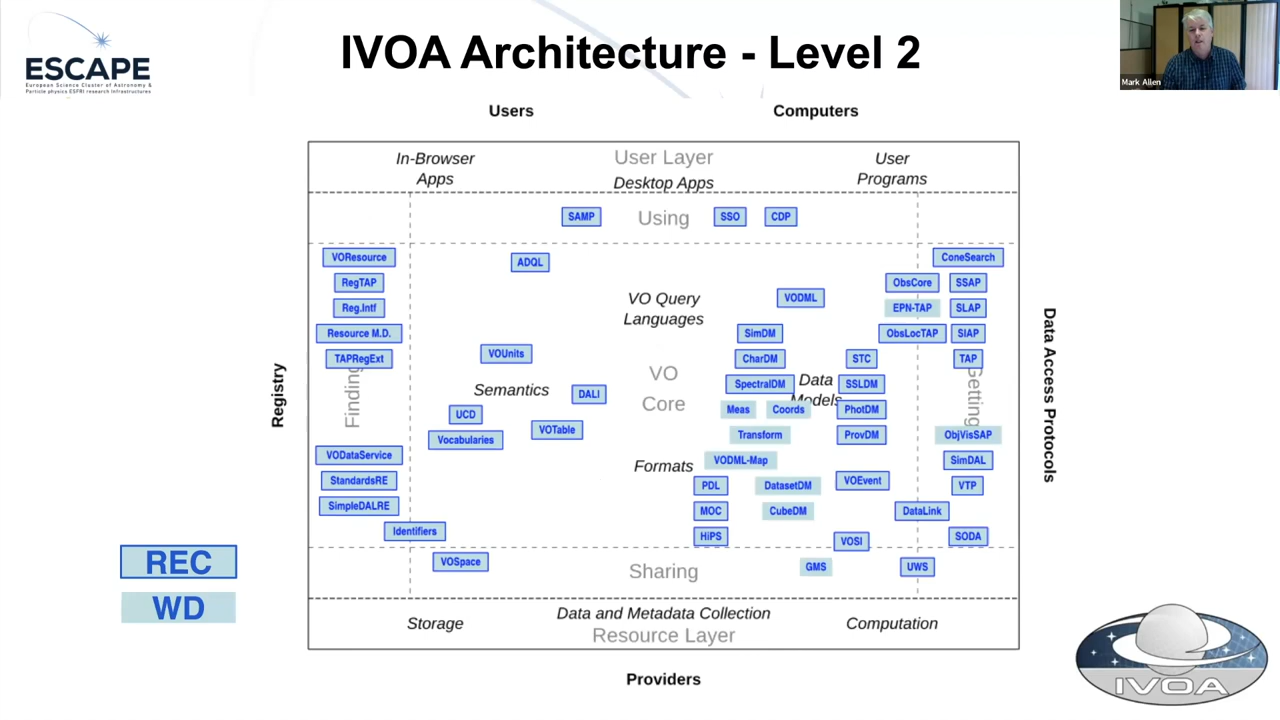 ESCAPE
European Science Cluster of Astronomy &
Particle physics ESFRI research Infrastructures
IVOA Architecture - Level 2
Mark Allen
Users
Computers
In-Browser
Apps
User Layer
Desktop Apps
User
Programs
SAMP
Using
SSO
CDP
Registry
Finding
VOResource
RegTAP
Reg.Intf
Resource M.D.
TAPRegExt
VODataService
StandardsRE
SimpleDALRE
Identifiers
ADQL
VOUnits
Semantics
DALI
UCD
Vocabularies
VOTable
VO Query
Languages
VO
Core
Formats
VODML
SimDM
CharDM
STC
SpectralDM
Data
Models
SSLDM
Meas
Coords
PhotDM
Transform
ProvDM
VODML-Map
PDL
DatasetDM
VOEvent
MOC
CubeDM
HiPS
VOSI
ConeSearch
ObsCore
SSAP
EPN-TAP
SLAP
ObsLocTAP
SIAP
TAP
Getting
ObjVisSAP
SimDAL
VTP
DataLink
SODA
Data Access Protocols
VOSpace
Sharing
GMS
UWS
REC
WD
Storage
Data and Metadata Collection
Resource Layer
Computation
Providers
IVOA